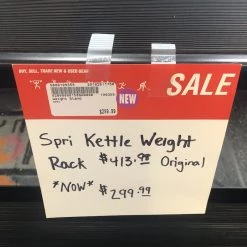 BUY, SELL, TRADE NEW & USED GEAR
SALE
Weight Stand
NEW
$299.99
Spri Kettle Weight
Rack $413.98 Original
*NOW* $299.99